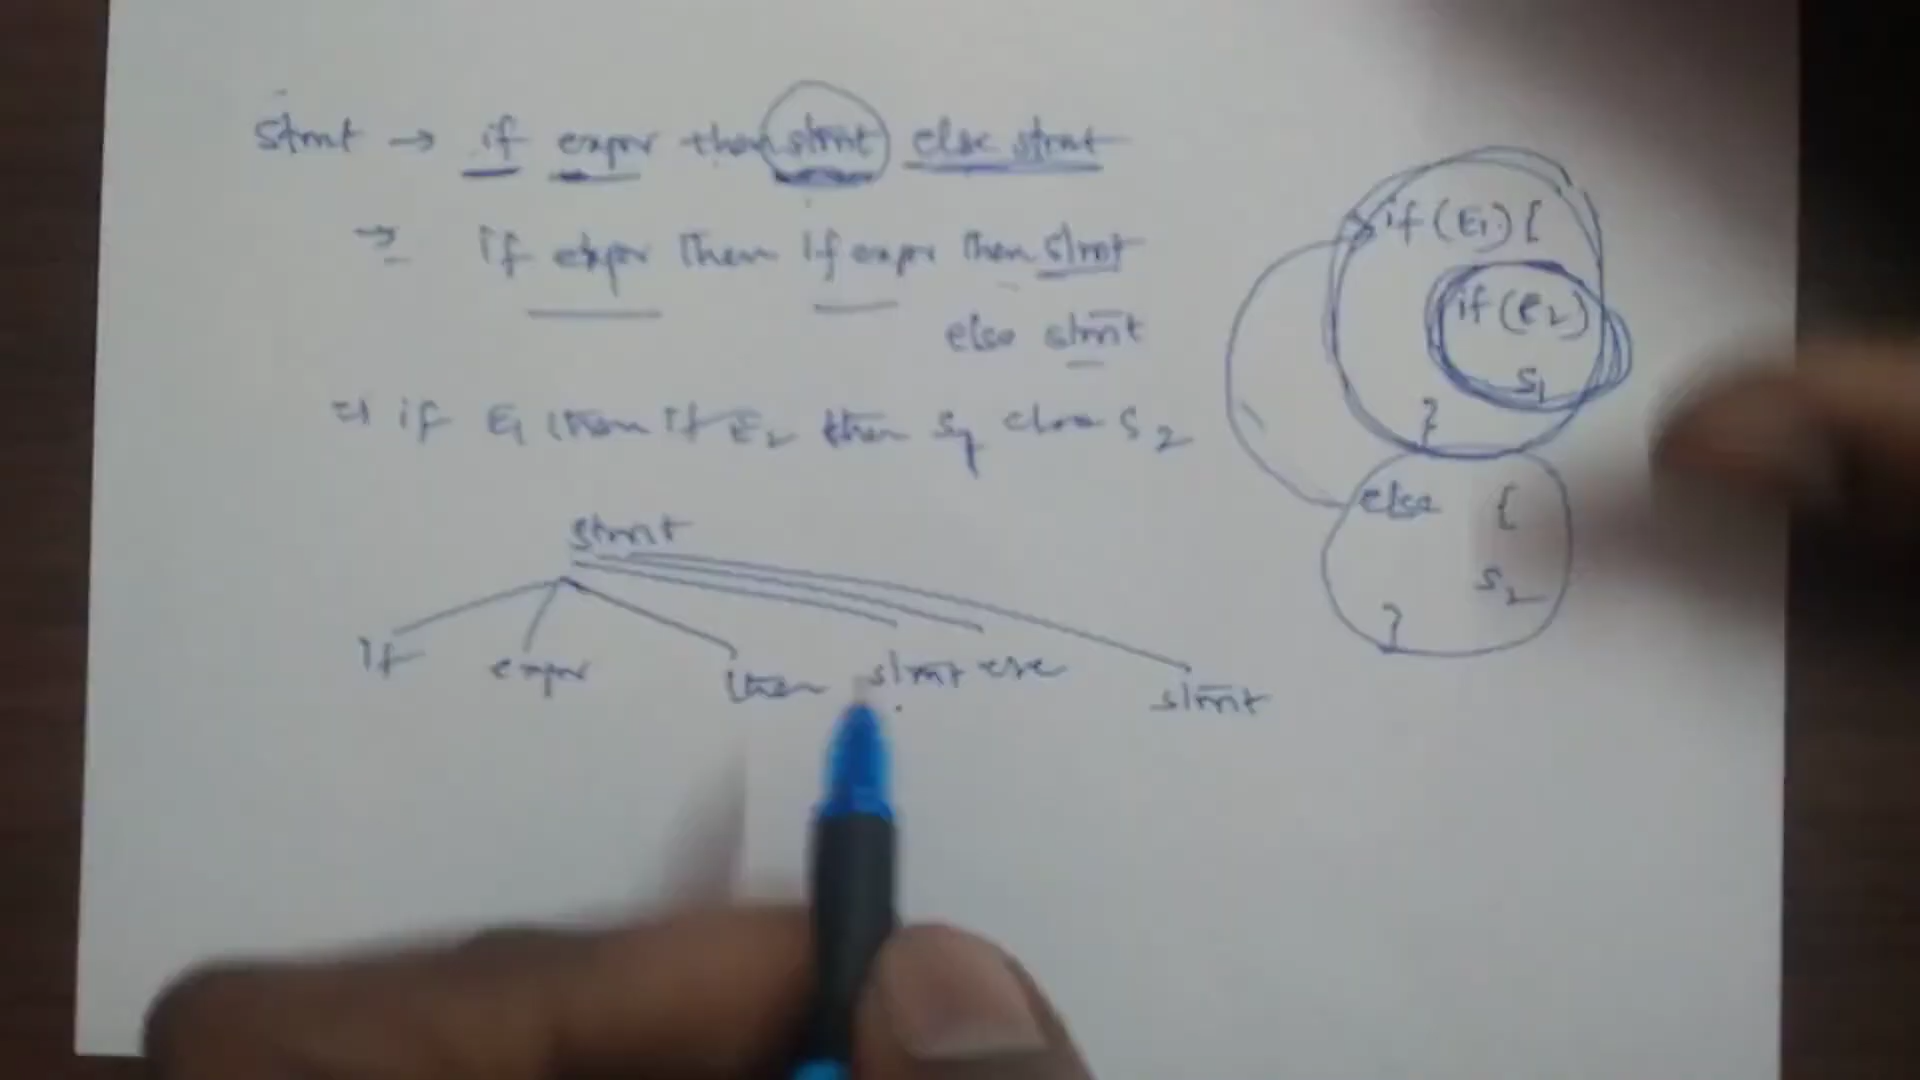 Stmt → if expr then stmt else stmt
⇒ if expr then if expr then stmt
else stmt
⇒ if E1 then if E2 then S1 else S2
stmt
if expr then stmt else stmt
if (E1) {
if (E2)
S1
}
else {
S2
}